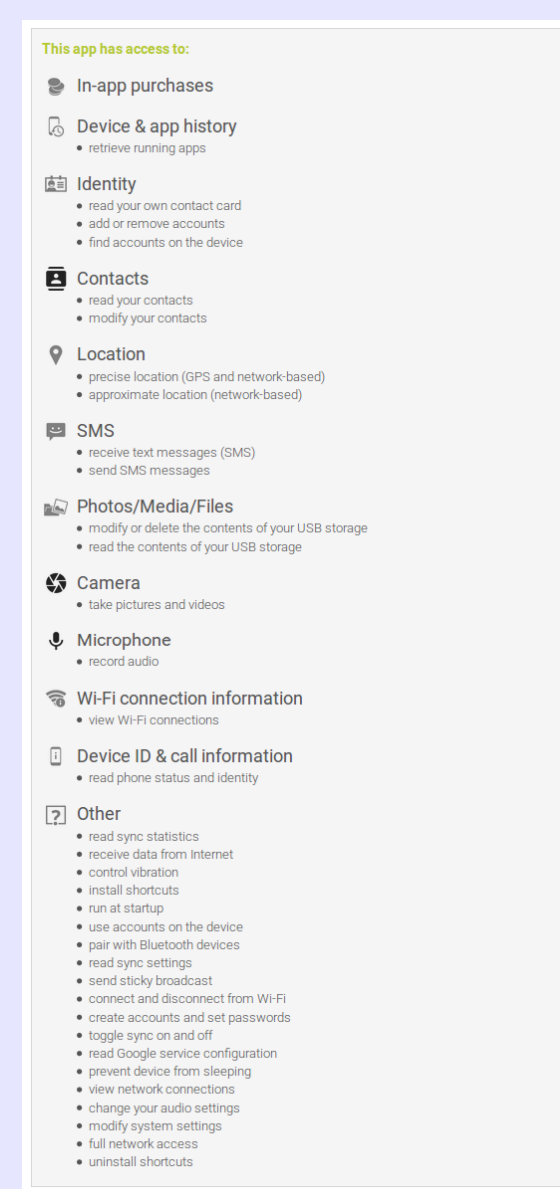 This app has access to:
In-app purchases
Device & app history
• retrieve running apps
Identity
• read your own contact card
• add or remove accounts
• find accounts on the device
Contacts
• read your contacts
• modify your contacts
Location
• precise location (GPS and network-based)
• approximate location (network-based)
SMS
• receive text messages (SMS)
• send SMS messages
Photos/Media/Files
• modify or delete the contents of your USB storage
• read the contents of your USB storage
Camera
• take pictures and videos
Microphone
• record audio
Wi-Fi connection information
• view Wi-Fi connections
Device ID & call information
• read phone status and identity
Other
• read sync statistics
• receive data from Internet
• control vibration
• install shortcuts
• run at startup
• use accounts on the device
• pair with Bluetooth devices
• read sync settings
• send sticky broadcast
• connect and disconnect from Wi-Fi
• create accounts and set passwords
• toggle sync on and off
• read Google service configuration
• prevent device from sleeping
• view network connections
• change your audio settings
• modify system settings
• full network access
• uninstall shortcuts